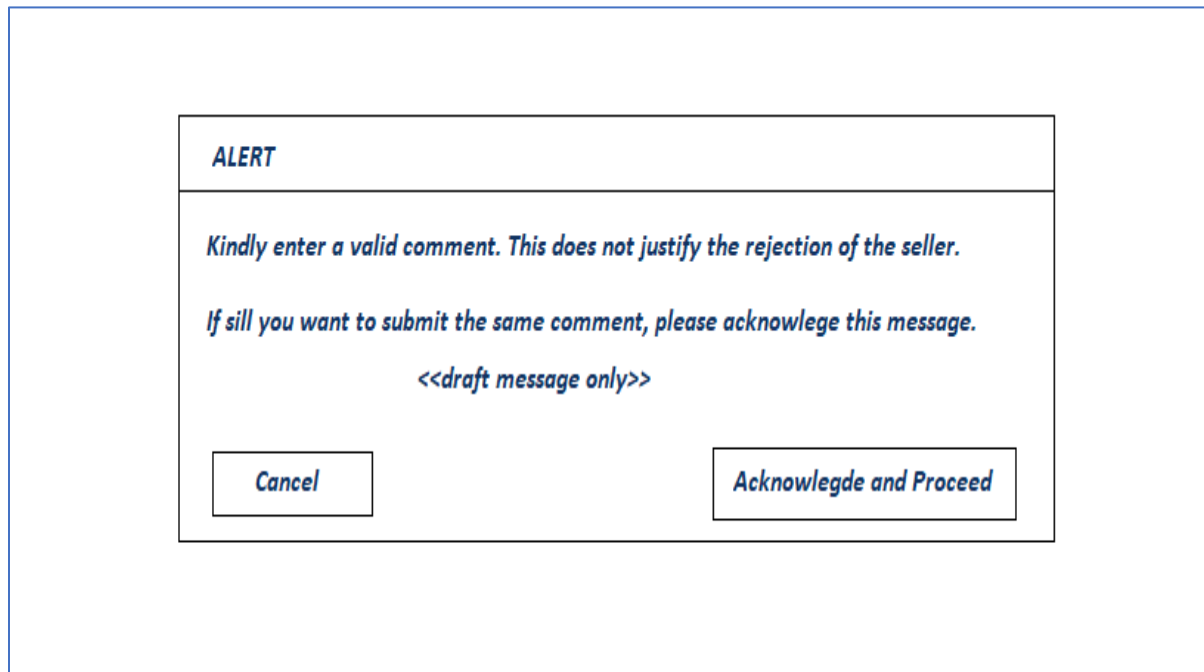 ALERT
Kindly enter a valid comment. This does not justify the rejection of the seller.
If sill you want to submit the same comment, please acknowlege this message.
<<draft message only>>
Cancel
Acknowlegde and Proceed